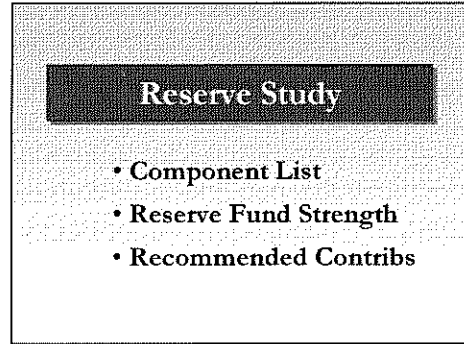 Reserve Study
• Component List
• Reserve Fund Strength
• Recommended Contribs